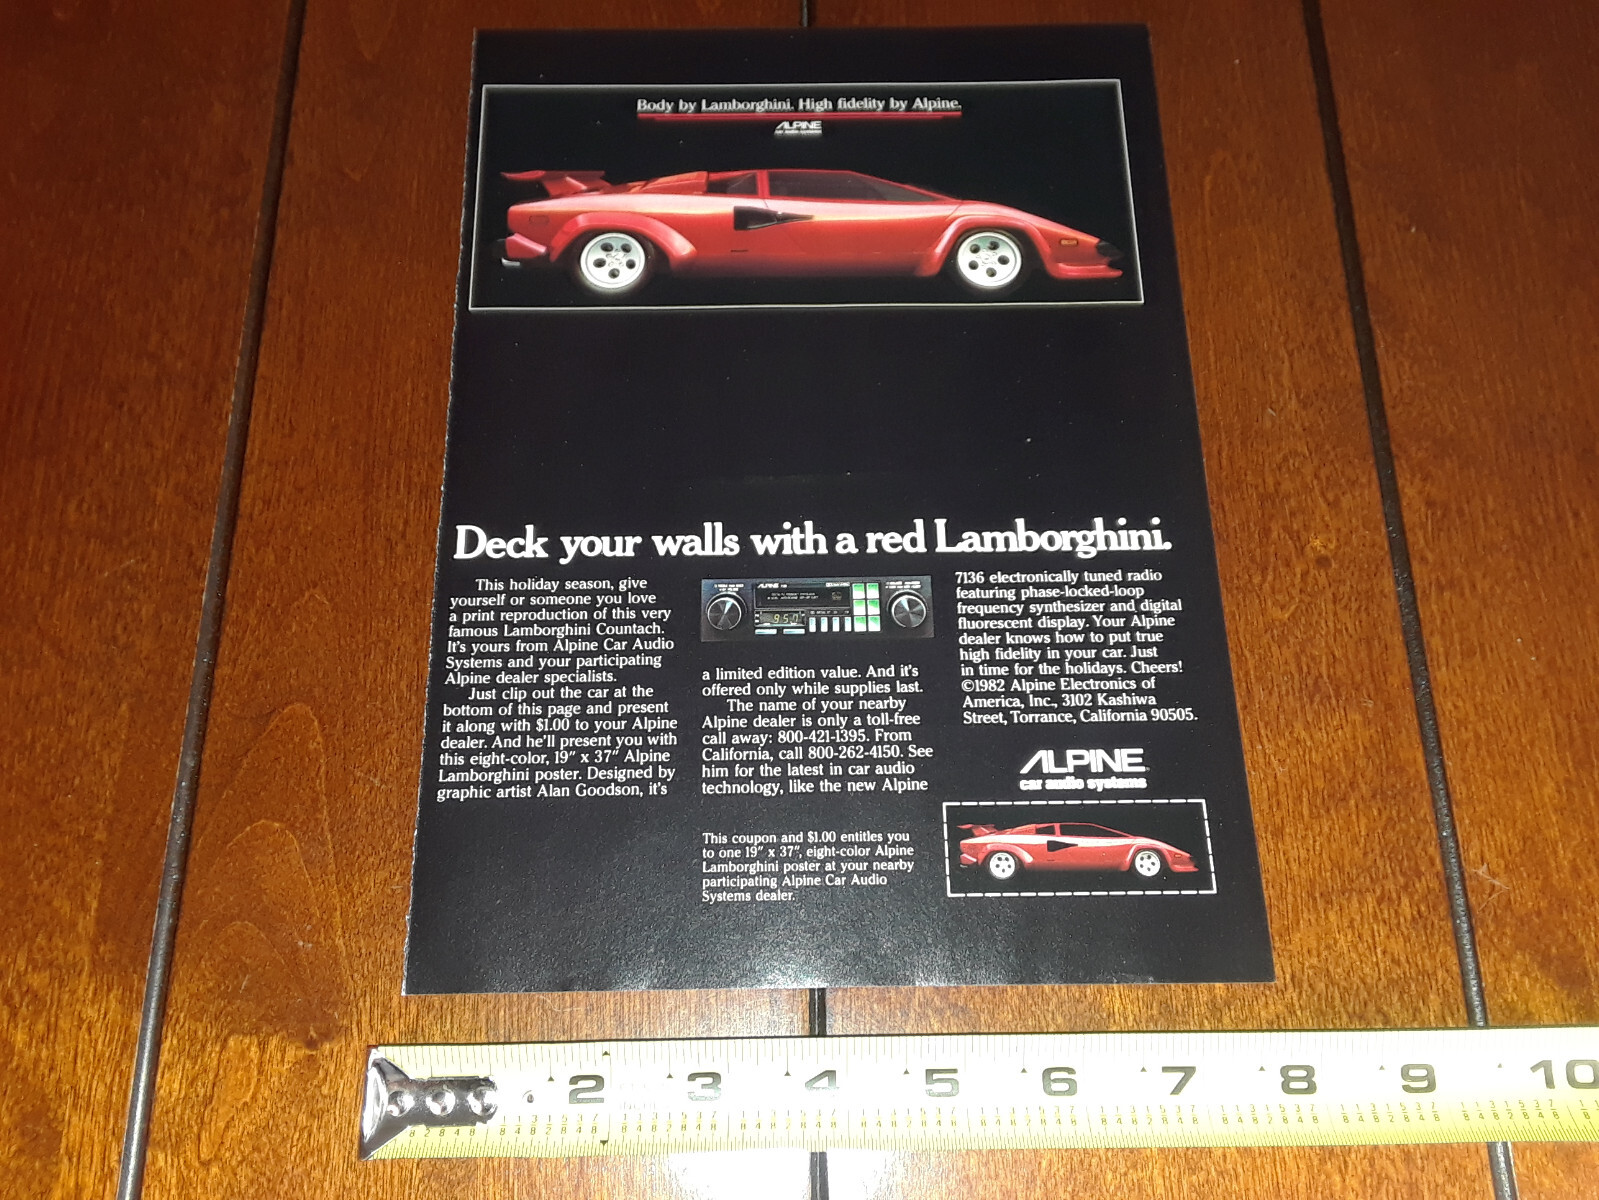 Body by Lamborghini. High fidelity by Alpine.
ALPINE
car audio systems
Deck your walls with a red Lamborghini.
This holiday season, give
yourself or someone you love
a print reproduction of this very
famous Lamborghini Countach.
It's yours from Alpine Car Audio
Systems and your participating
Alpine dealer specialists.
Just clip out the car at the
bottom of this page and present
it along with $1.00 to your Alpine
dealer. And he'll present you with
this eight-color, 19" x 37" Alpine
Lamborghini poster. Designed by
graphic artist Alan Goodson, it's
ALPINE
950
a limited edition value. And it's
offered only while supplies last.
The name of your nearby
Alpine dealer is only a toll-free
call away: 800-421-1395. From
California, call 800-262-4150. See
him for the latest in car audio
technology, like the new Alpine
7136 electronically tuned radio
featuring phase-locked-loop
frequency synthesizer and digital
fluorescent display. Your Alpine
dealer knows how to put true
high fidelity in your car. Just
in time for the holidays. Cheers!
©1982 Alpine Electronics of
America, Inc., 3102 Kashiwa
Street, Torrance, California 90505.
ALPINE
car audio systems
This coupon and $1.00 entitles you
to one 19" x 37", eight-color Alpine
Lamborghini poster at your nearby
participating Alpine Car Audio
Systems dealer.
2 3 4 5 6 7 8 9 10